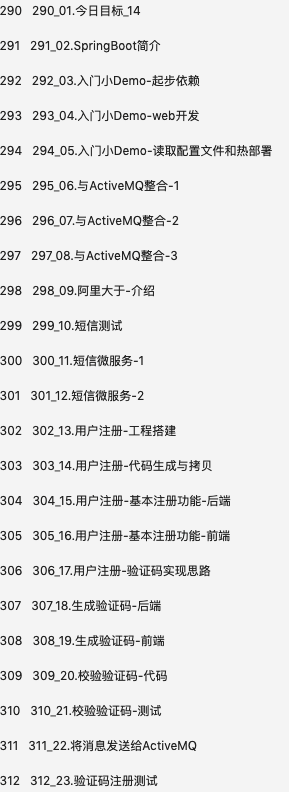 290 290_01.今日目标_14
291 291_02.SpringBoot简介
292 292_03.入门小Demo-起步依赖
293 293_04.入门小Demo-web开发
294 294_05.入门小Demo-读取配置文件和热部署
295 295_06.与ActiveMQ整合-1
296 296_07.与ActiveMQ整合-2
297 297_08.与ActiveMQ整合-3
298 298_09.阿里大于-介绍
299 299_10.短信测试
300 300_11.短信微服务-1
301 301_12.短信微服务-2
302 302_13.用户注册-工程搭建
303 303_14.用户注册-代码生成与拷贝
304 304_15.用户注册-基本注册功能-后端
305 305_16.用户注册-基本注册功能-前端
306 306_17.用户注册-验证码实现思路
307 307_18.生成验证码-后端
308 308_19.生成验证码-前端
309 309_20.校验验证码-代码
310 310_21.校验验证码-测试
311 311_22.将消息发送给ActiveMQ
312 312_23.验证码注册测试